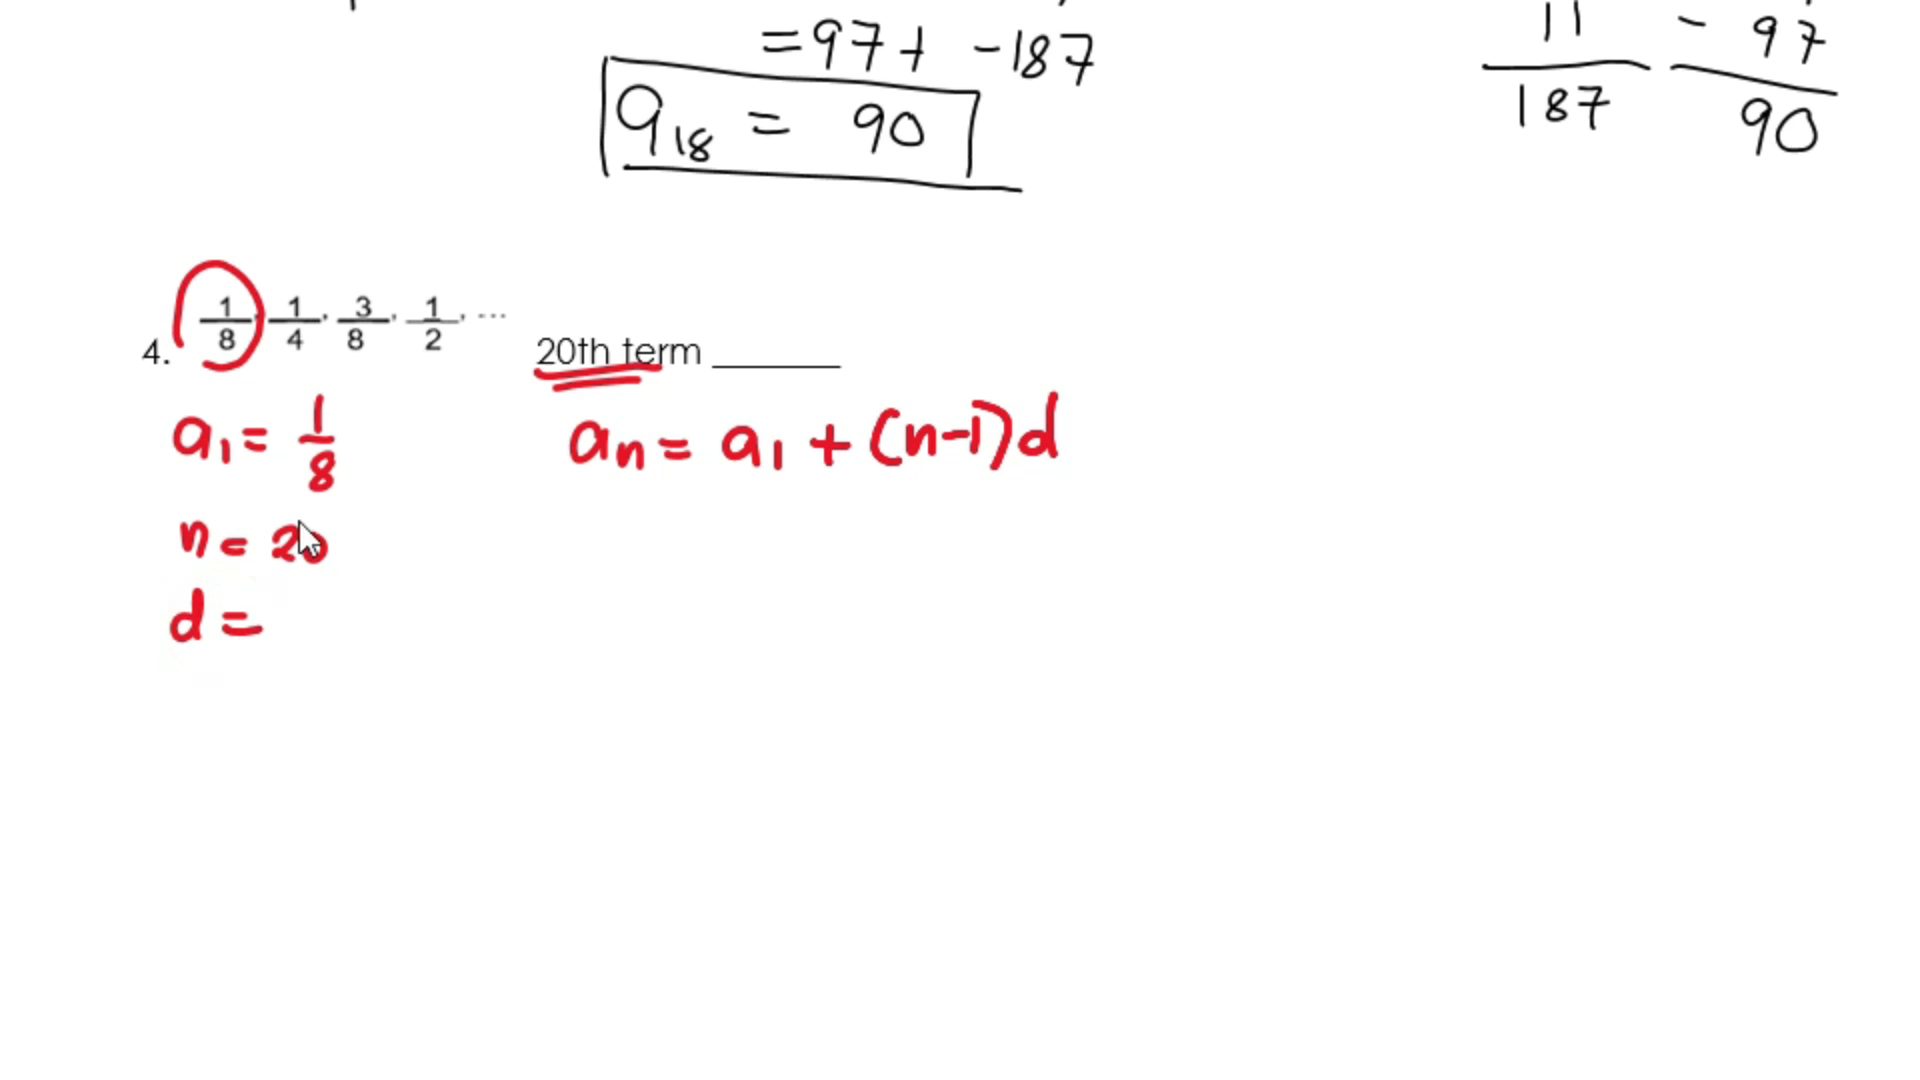 = 97 + -187
a₁₈ = 90
11
187
- 97
90
4. 1/8, 1/4, 3/8, 1/2, ... 20th term ______
a₁ = 1/8
aₙ = a₁ + (n-1)d
n = 20
d =